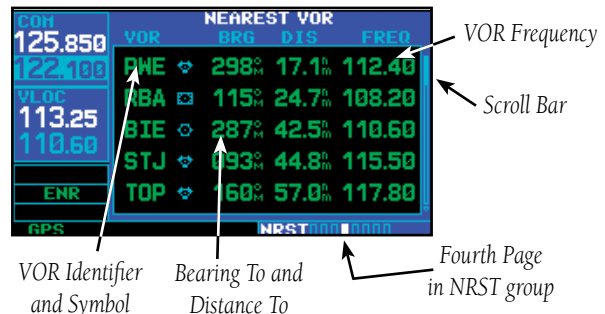 COM
NEAREST VOR
125.850
VOR BRG DIS FREQ
VOR Frequency
122.100
PWE 298°M 17.1nm 112.40
VLOC
BBA 115°M 24.7nm 108.20
Scroll Bar
113.25
BIE 287°M 42.5nm 110.60
110.60
STJ 093°M 44.8nm 115.50
ENR
TOP 160°M 57.0nm 117.80
GPS
NRST
VOR Identifier
and Symbol
Bearing To and
Distance To
Fourth Page
in NRST group